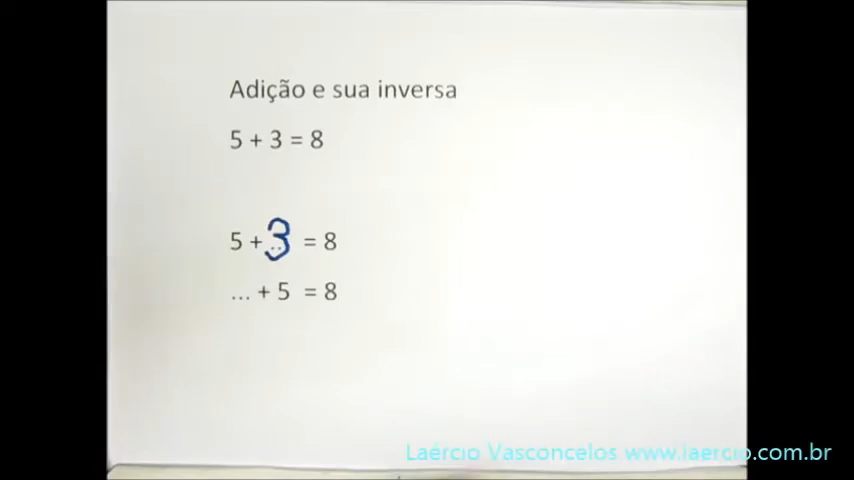 Adição e sua inversa
5 + 3 = 8
5 + 3 = 8
... + 5 = 8
Laércio Vasconcelos www.laercio.com.br